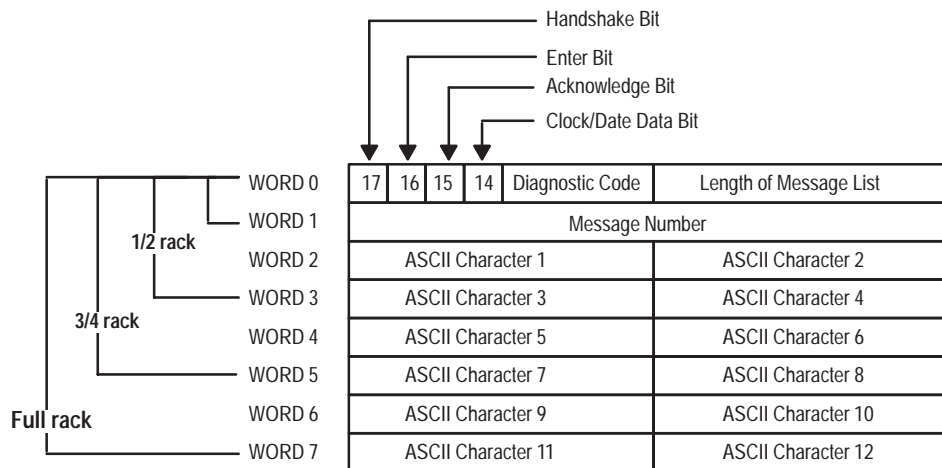 Handshake Bit
Enter Bit
Acknowledge Bit
Clock/Date Data Bit
WORD 0 17 16 15 14 Diagnostic Code Length of Message List
WORD 1 Message Number
1/2 rack
WORD 2 ASCII Character 1 ASCII Character 2
WORD 3 ASCII Character 3 ASCII Character 4
3/4 rack
WORD 4 ASCII Character 5 ASCII Character 6
WORD 5 ASCII Character 7 ASCII Character 8
Full rack
WORD 6 ASCII Character 9 ASCII Character 10
WORD 7 ASCII Character 11 ASCII Character 12